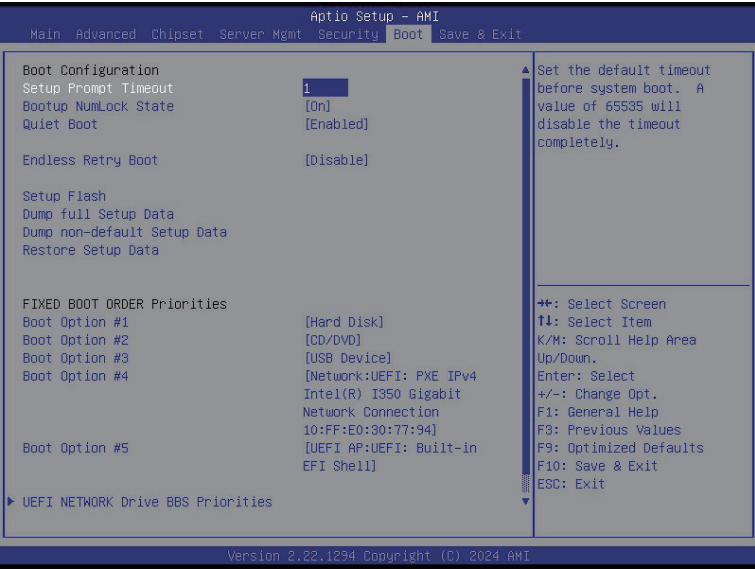 Aptio Setup - AMI
Main Advanced Chipset Server Mgmt Security Boot Save & Exit
Boot Configuration
Setup Prompt Timeout 1
Bootup NumLock State [On]
Quiet Boot [Enabled]
Endless Retry Boot [Disable]
Setup Flash
Dump full Setup Data
Dump non-default Setup Data
Restore Setup Data
FIXED BOOT ORDER Priorities
Boot Option #1 [Hard Disk]
Boot Option #2 [CD/DVD]
Boot Option #3 [USB Device]
Boot Option #4 [Network:UEFI: PXE IPv4
Intel(R) I350 Gigabit
Network Connection
10:FF:E0:30:77:94]
Boot Option #5 [UEFI AP:UEFI: Built-in
EFI Shell]
UEFI NETWORK Drive BBS Priorities
Set the default timeout
before system boot. A
value of 65535 will
disable the timeout
completely.
→←: Select Screen
↑↓: Select Item
K/M: Scroll Help Area
Up/Down.
Enter: Select
+/-: Change Opt.
F1: General Help
F3: Previous Values
F9: Optimized Defaults
F10: Save & Exit
ESC: Exit
Version 2.22.1294 Copyright (C) 2024 AMI